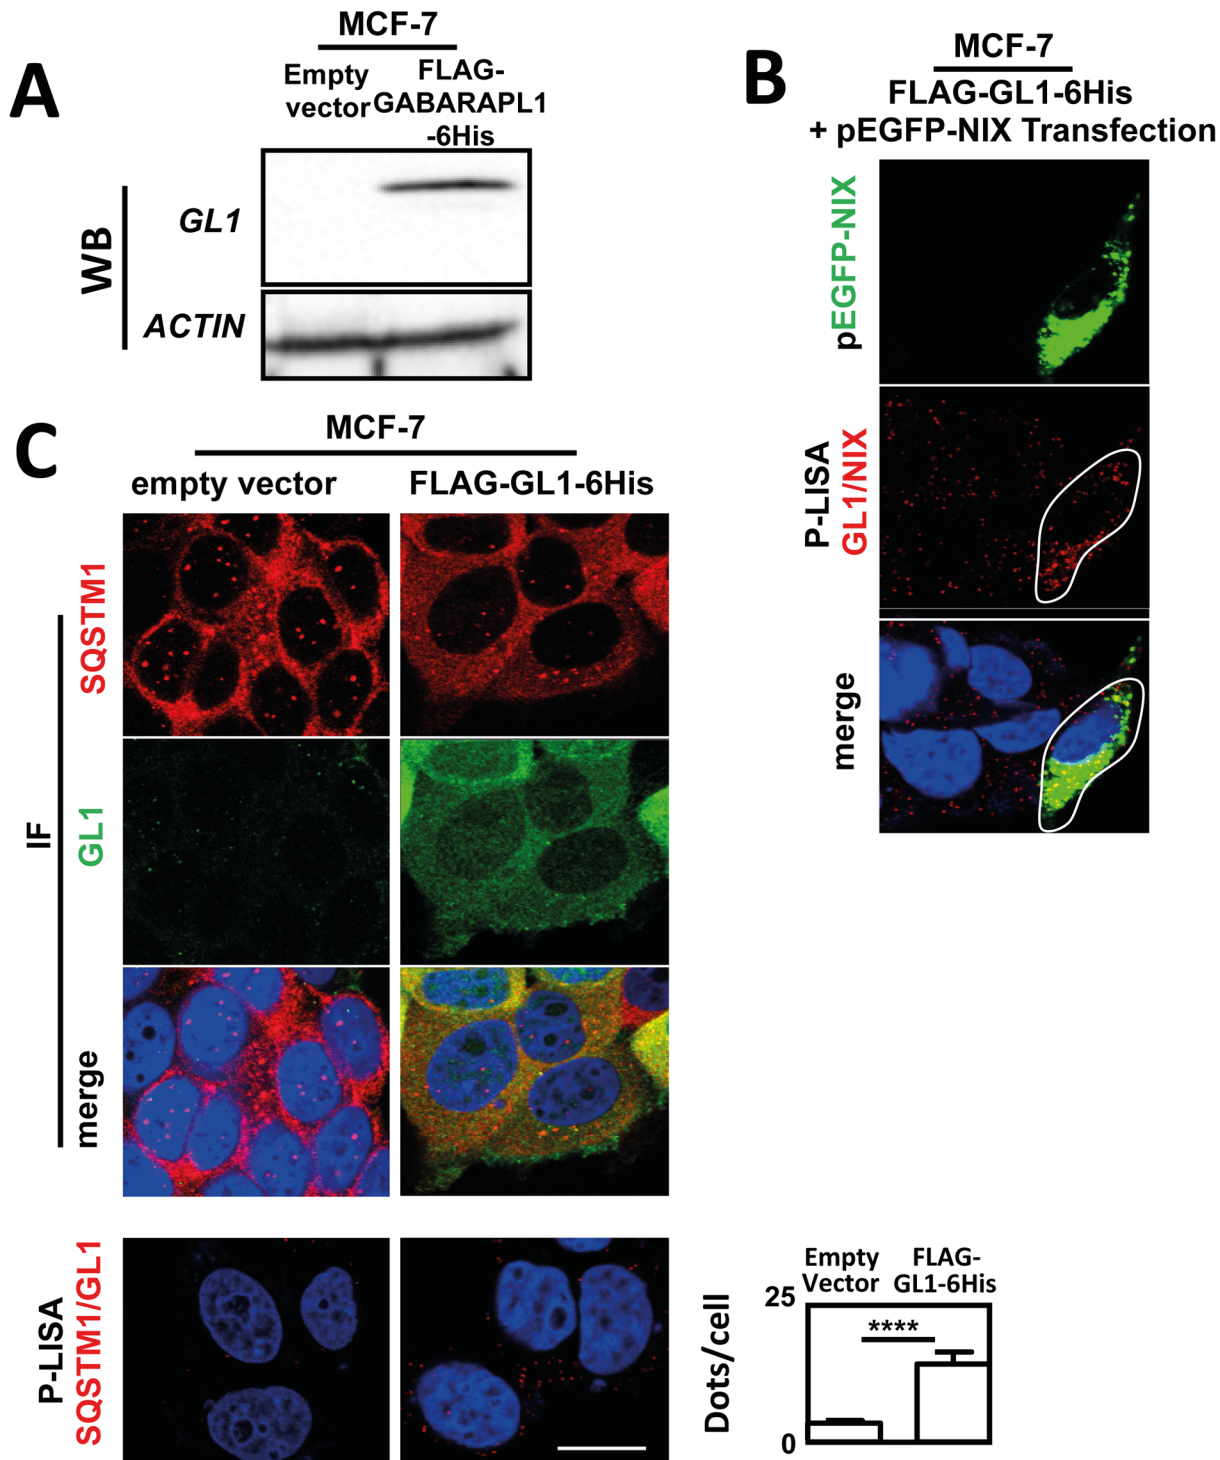 A
MCF-7
Empty
vector
FLAG-
GABARAPL1
-6His
WB
GL1
ACTIN
B
MCF-7
FLAG-GL1-6His
+ pEGFP-NIX Transfection
pEGFP-NIX
P-LISA
GL1/NIX
merge
C
MCF-7
empty vector
FLAG-GL1-6His
IF
SQSTM1
GL1
merge
P-LISA
SQSTM1/GL1
Empty
Vector
FLAG-
GL1-6His
Dots/cell
25
****
0